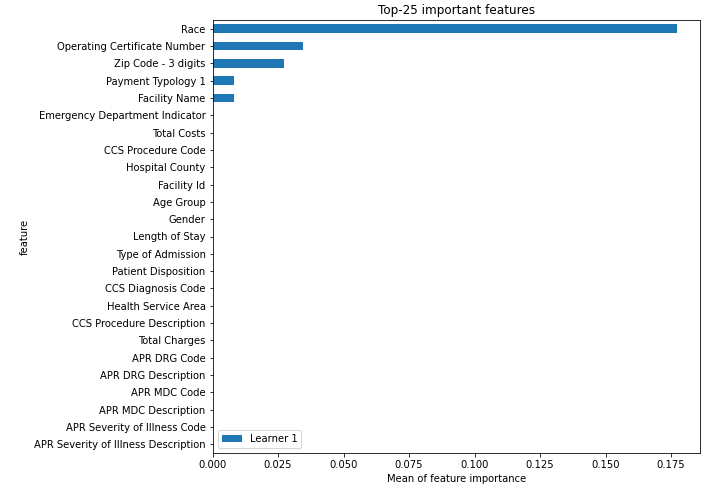 Top-25 important features
Race
Operating Certificate Number
Zip Code - 3 digits
Payment Typology 1
Facility Name
Emergency Department Indicator
Total Costs
CCS Procedure Code
Hospital County
Facility Id
Age Group
Gender
Length of Stay
Type of Admission
Patient Disposition
CCS Diagnosis Code
Health Service Area
CCS Procedure Description
Total Charges
APR DRG Code
APR DRG Description
APR MDC Code
APR MDC Description
APR Severity of Illness Code
APR Severity of Illness Description
feature
Learner 1
0.000 0.025 0.050 0.075 0.100 0.125 0.150 0.175
Mean of feature importance